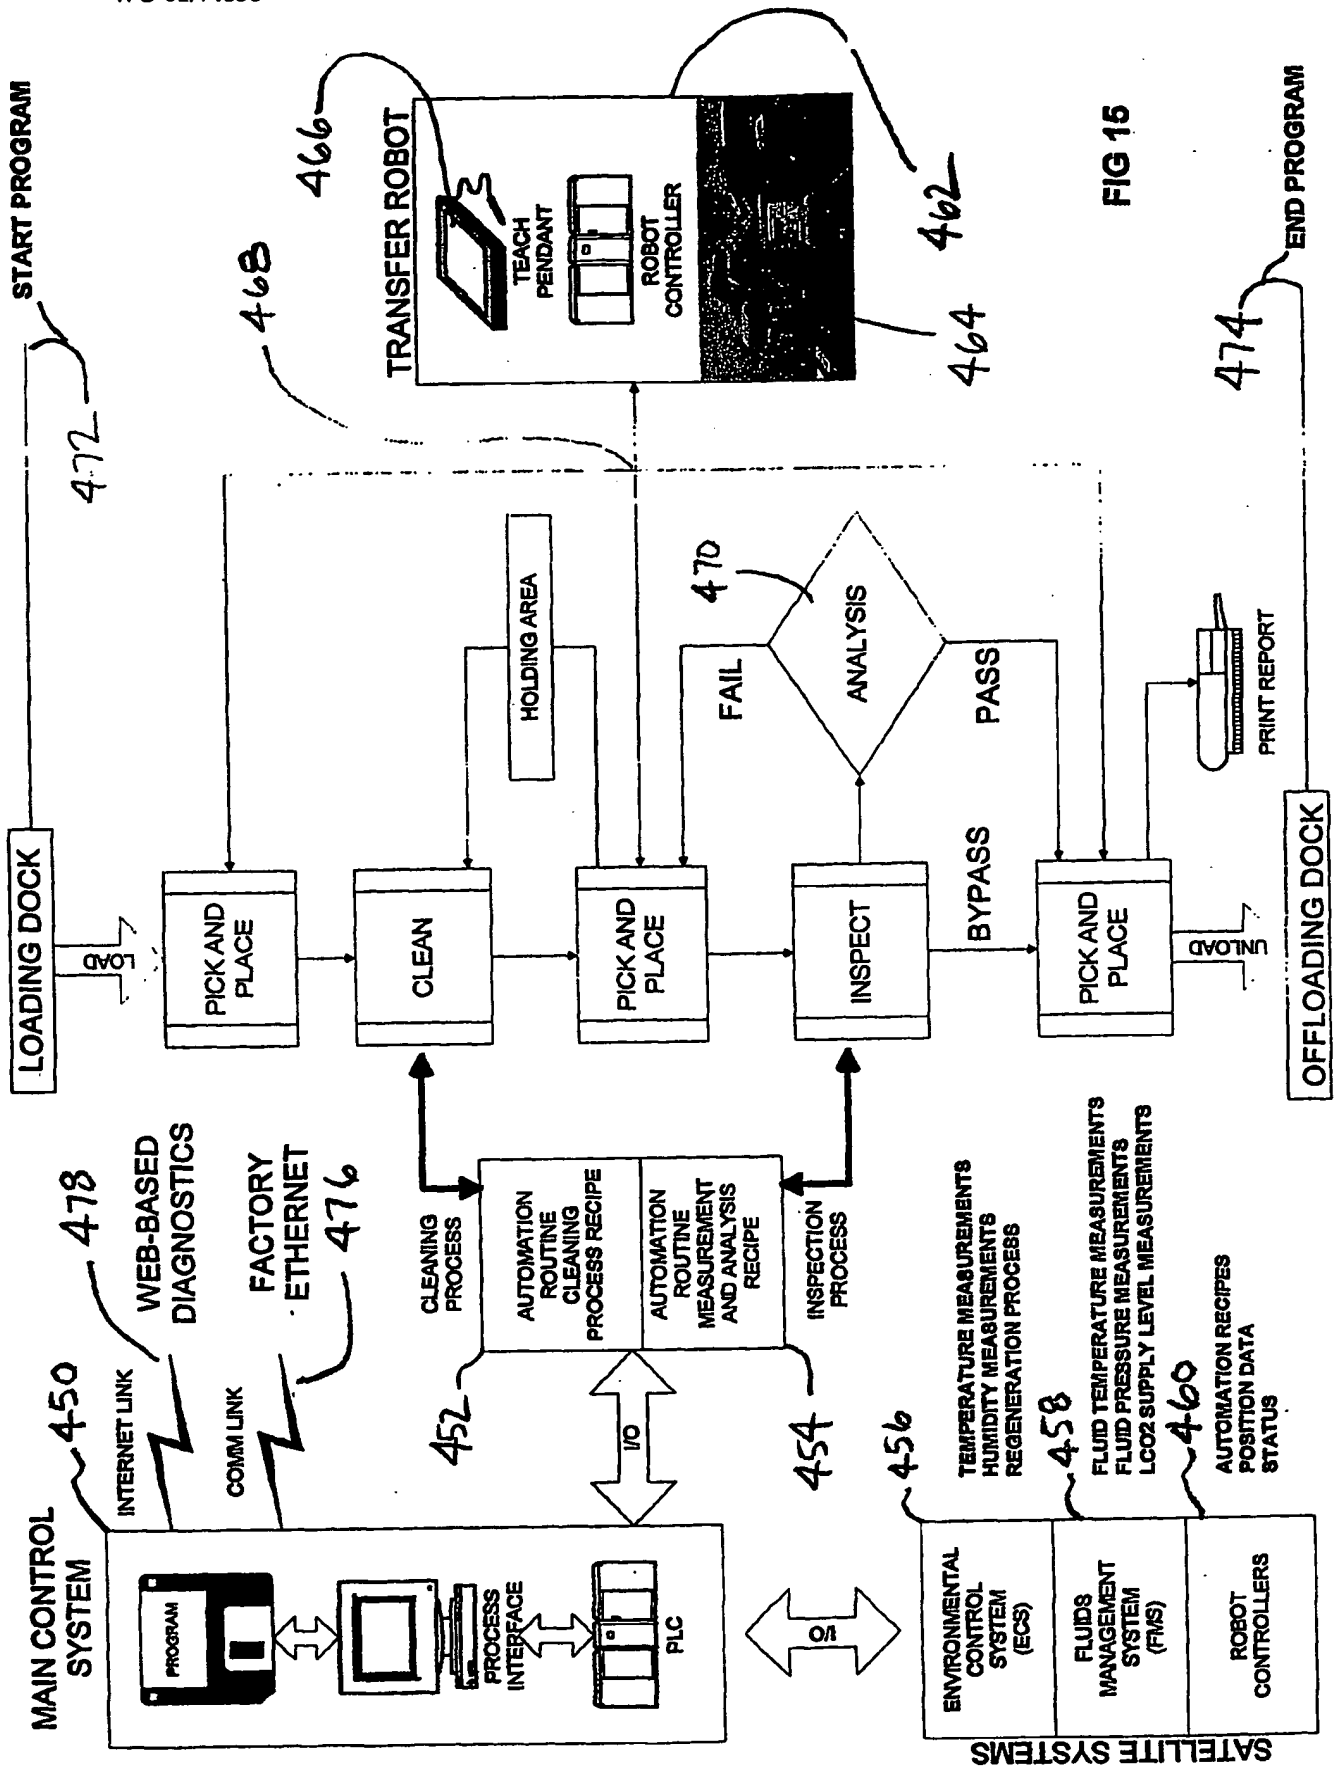 MAIN CONTROL
SYSTEM
450
PROGRAM
PROCESS
INTERFACE
PLC
INTERNET LINK
478
WEB-BASED
DIAGNOSTICS
COMM LINK
FACTORY
ETHERNET
476
I/O
I/O
SATELLITE SYSTEMS
ENVIRONMENTAL
CONTROL
SYSTEM
(ECS)
456
TEMPERATURE MEASUREMENTS
HUMIDITY MEASUREMENTS
REGENERATION PROCESS
FLUIDS
MANAGEMENT
SYSTEM
(FMS)
458
FLUID TEMPERATURE MEASUREMENTS
FLUID PRESSURE MEASUREMENTS
LCO2 SUPPLY LEVEL MEASUREMENTS
ROBOT
CONTROLLERS
460
AUTOMATION RECIPES
POSITION DATA
STATUS
452
CLEANING
PROCESS
AUTOMATION
ROUTINE
CLEANING
PROCESS RECIPE
AUTOMATION
ROUTINE
MEASUREMENT
AND ANALYSIS
RECIPE
INSPECTION
PROCESS
454
LOADING DOCK
START PROGRAM
472
LOAD
PICK AND
PLACE
CLEAN
HOLDING AREA
PICK AND
PLACE
INSPECT
ANALYSIS
470
FAIL
PASS
BYPASS
PICK AND
PLACE
PRINT REPORT
UNLOAD
OFFLOADING DOCK
474
END PROGRAM
468
TRANSFER ROBOT
466
TEACH
PENDANT
ROBOT
CONTROLLER
462
464
FIG 15